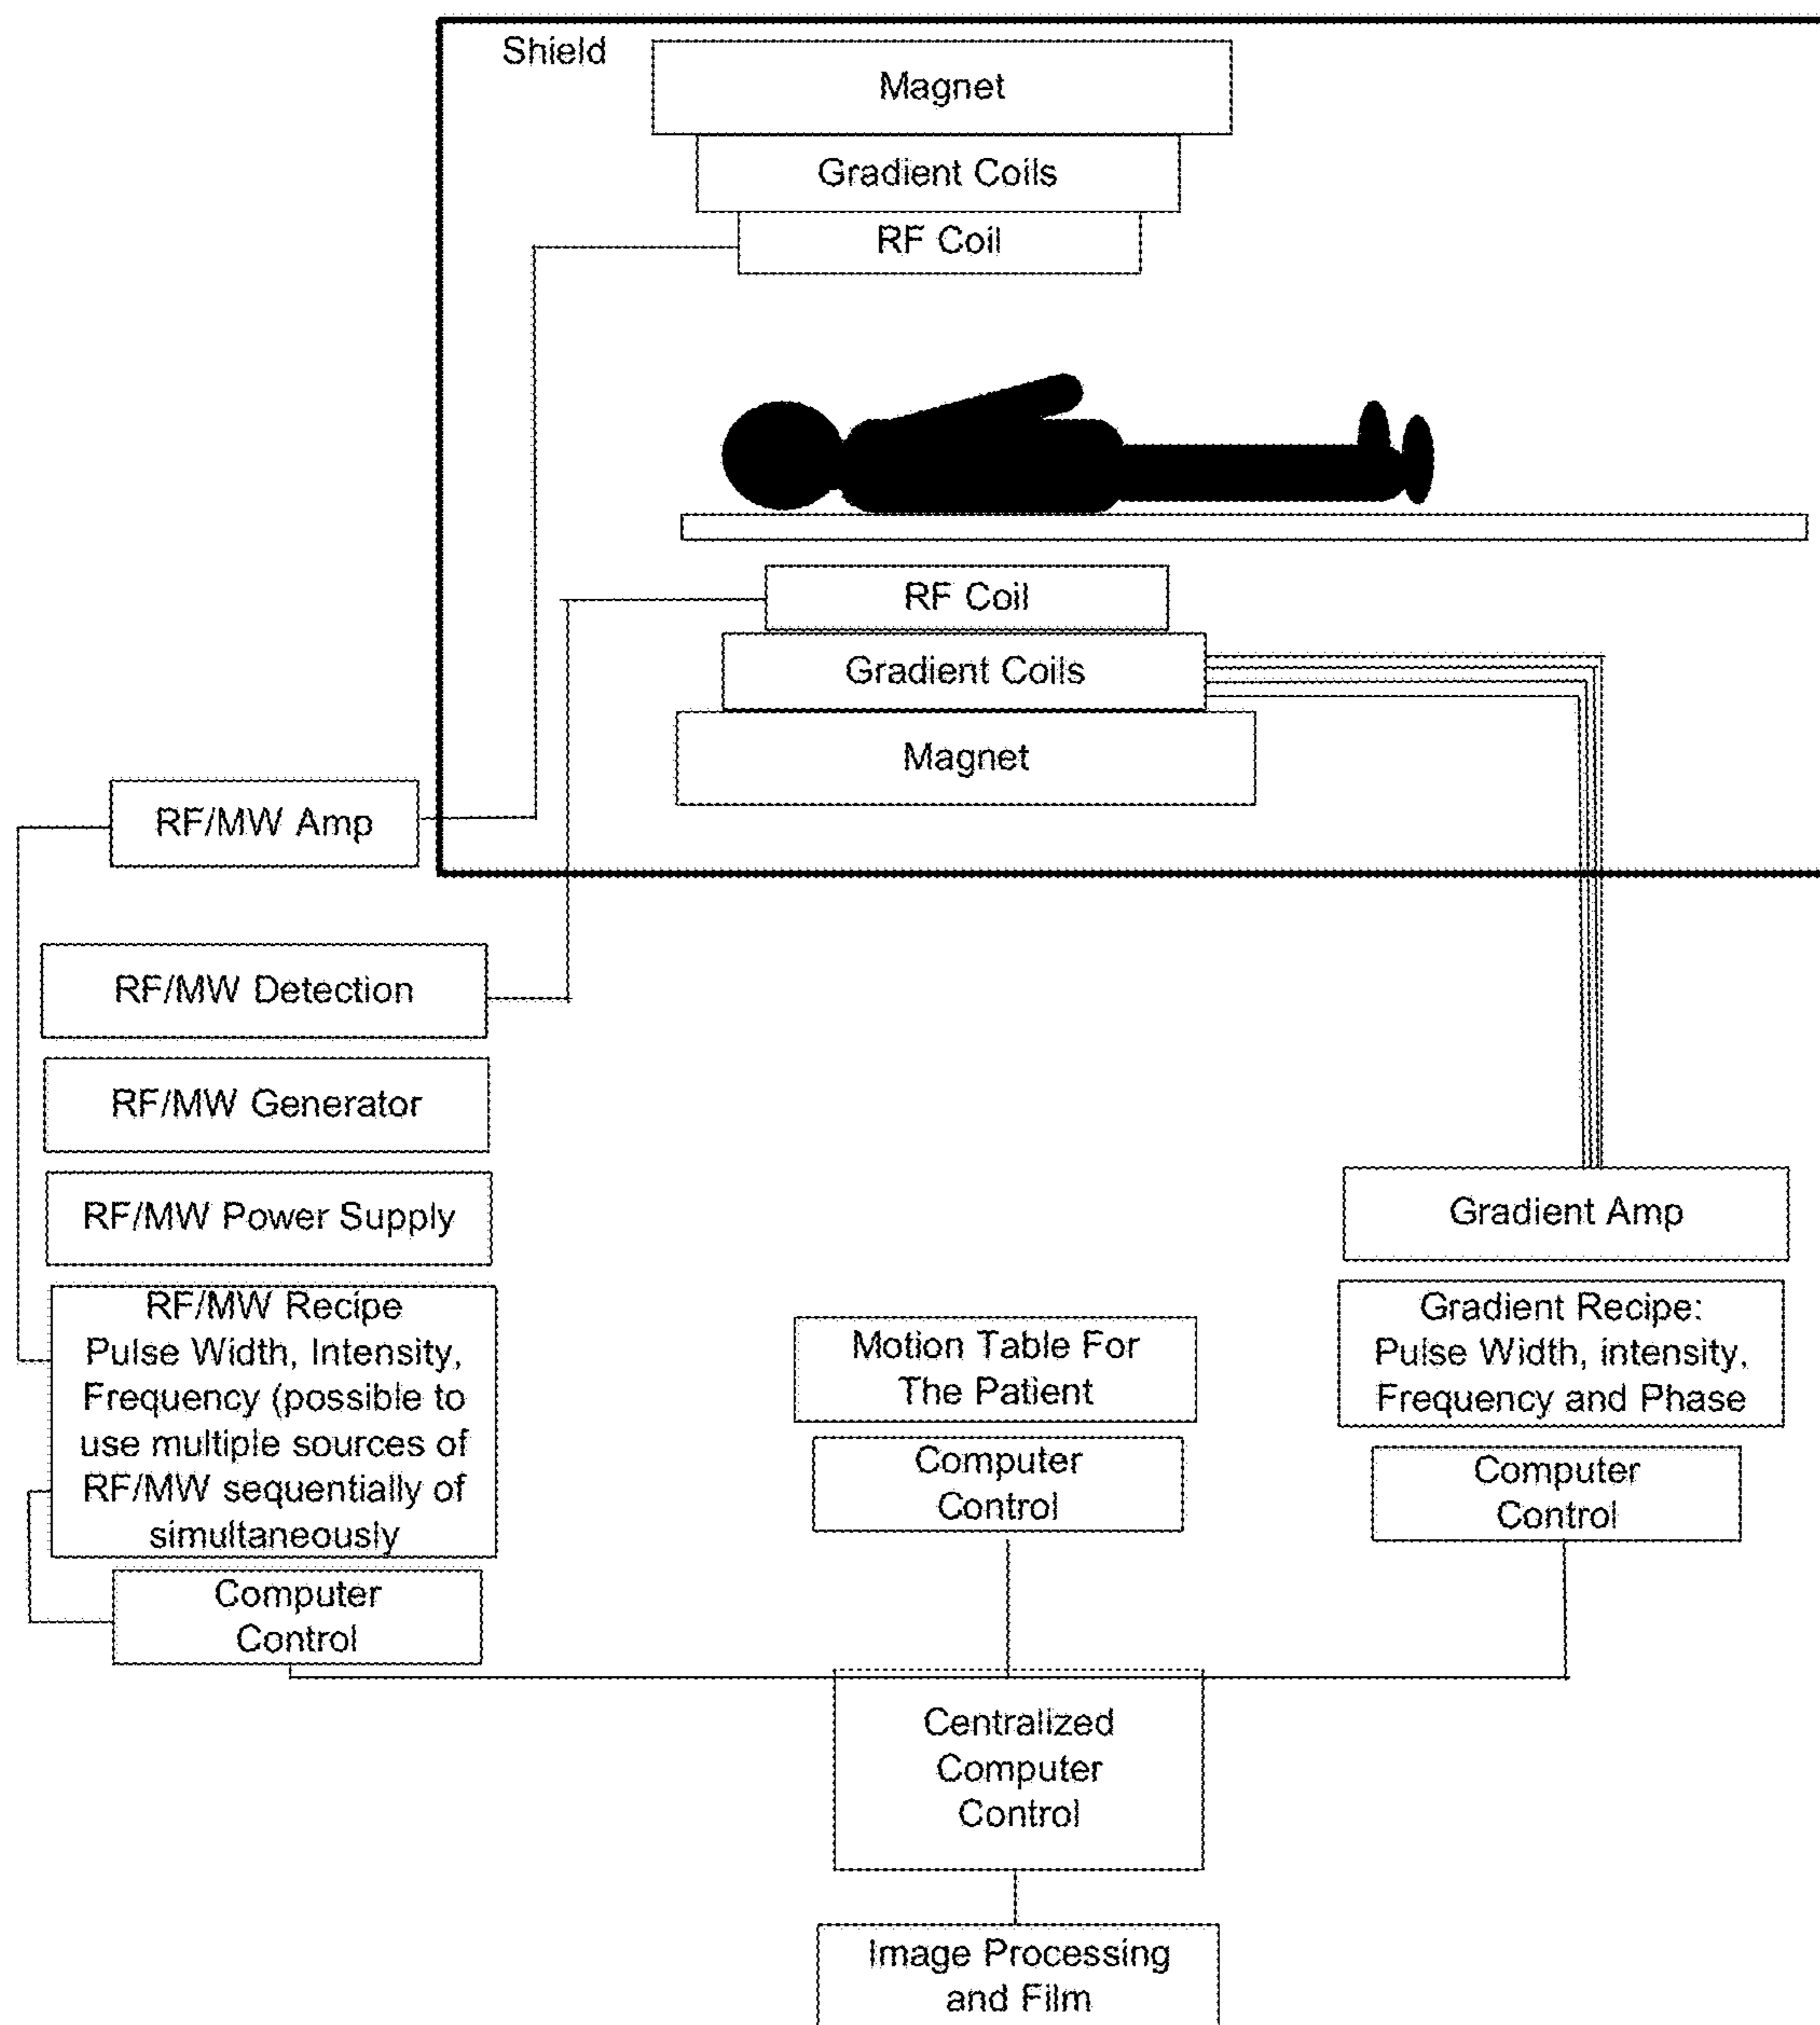 Shield
Magnet
Gradient Coils
RF Coil
RF Coil
Gradient Coils
Magnet
RF/MW Amp
RF/MW Detection
RF/MW Generator
RF/MW Power Supply
RF/MW Recipe
Pulse Width, Intensity,
Frequency (possible to
use multiple sources of
RF/MW sequentially of
simultaneously
Computer
Control
Motion Table For
The Patient
Computer
Control
Gradient Amp
Gradient Recipe:
Pulse Width, intensity,
Frequency and Phase
Computer
Control
Centralized
Computer
Control
Image Processing
and Film